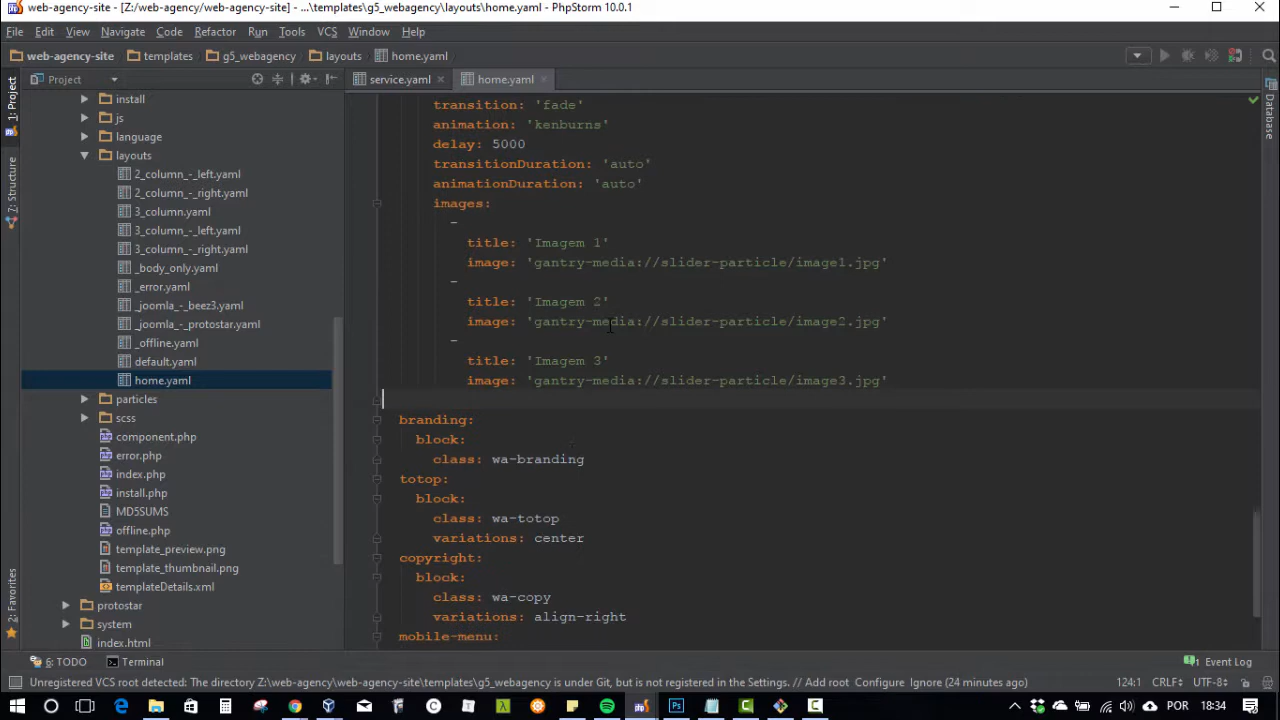 web-agency-site - [Z:/web-agency/web-agency-site] - ...\templates\g5_webagency\layouts\home.yaml - PhpStorm 10.0.1
File Edit View Navigate Code Refactor Run Tools VCS Window Help
web-agency-site templates g5_webagency layouts home.yaml
Project
service.yaml
home.yaml
1: Project
7: Structure
2: Favorites
Database
install
js
language
layouts
2_column_-_left.yaml
2_column_-_right.yaml
3_column.yaml
3_column_-_left.yaml
3_column_-_right.yaml
_body_only.yaml
_error.yaml
_joomla_-_beez3.yaml
_joomla_-_protostar.yaml
_offline.yaml
default.yaml
home.yaml
particles
scss
component.php
error.php
index.php
install.php
MD5SUMS
offline.php
template_preview.png
template_thumbnail.png
templateDetails.xml
protostar
system
index.html
transition: 'fade'
animation: 'kenburns'
delay: 5000
transitionDuration: 'auto'
animationDuration: 'auto'
images:
-
title: 'Imagem 1'
image: 'gantry-media://slider-particle/image1.jpg'
-
title: 'Imagem 2'
image: 'gantry-media://slider-particle/image2.jpg'
-
title: 'Imagem 3'
image: 'gantry-media://slider-particle/image3.jpg'
branding:
block:
class: wa-branding
totop:
block:
class: wa-totop
variations: center
copyright:
block:
class: wa-copy
variations: align-right
mobile-menu:
6: TODO
Terminal
1 Event Log
Unregistered VCS root detected: The directory Z:\web-agency\web-agency-site\templates\g5_webagency is under Git, but is not registered in the Settings. // Add root Configure Ignore (24 minutes ago)
124:1 CRLF÷ UTF-8÷
POR 18:34